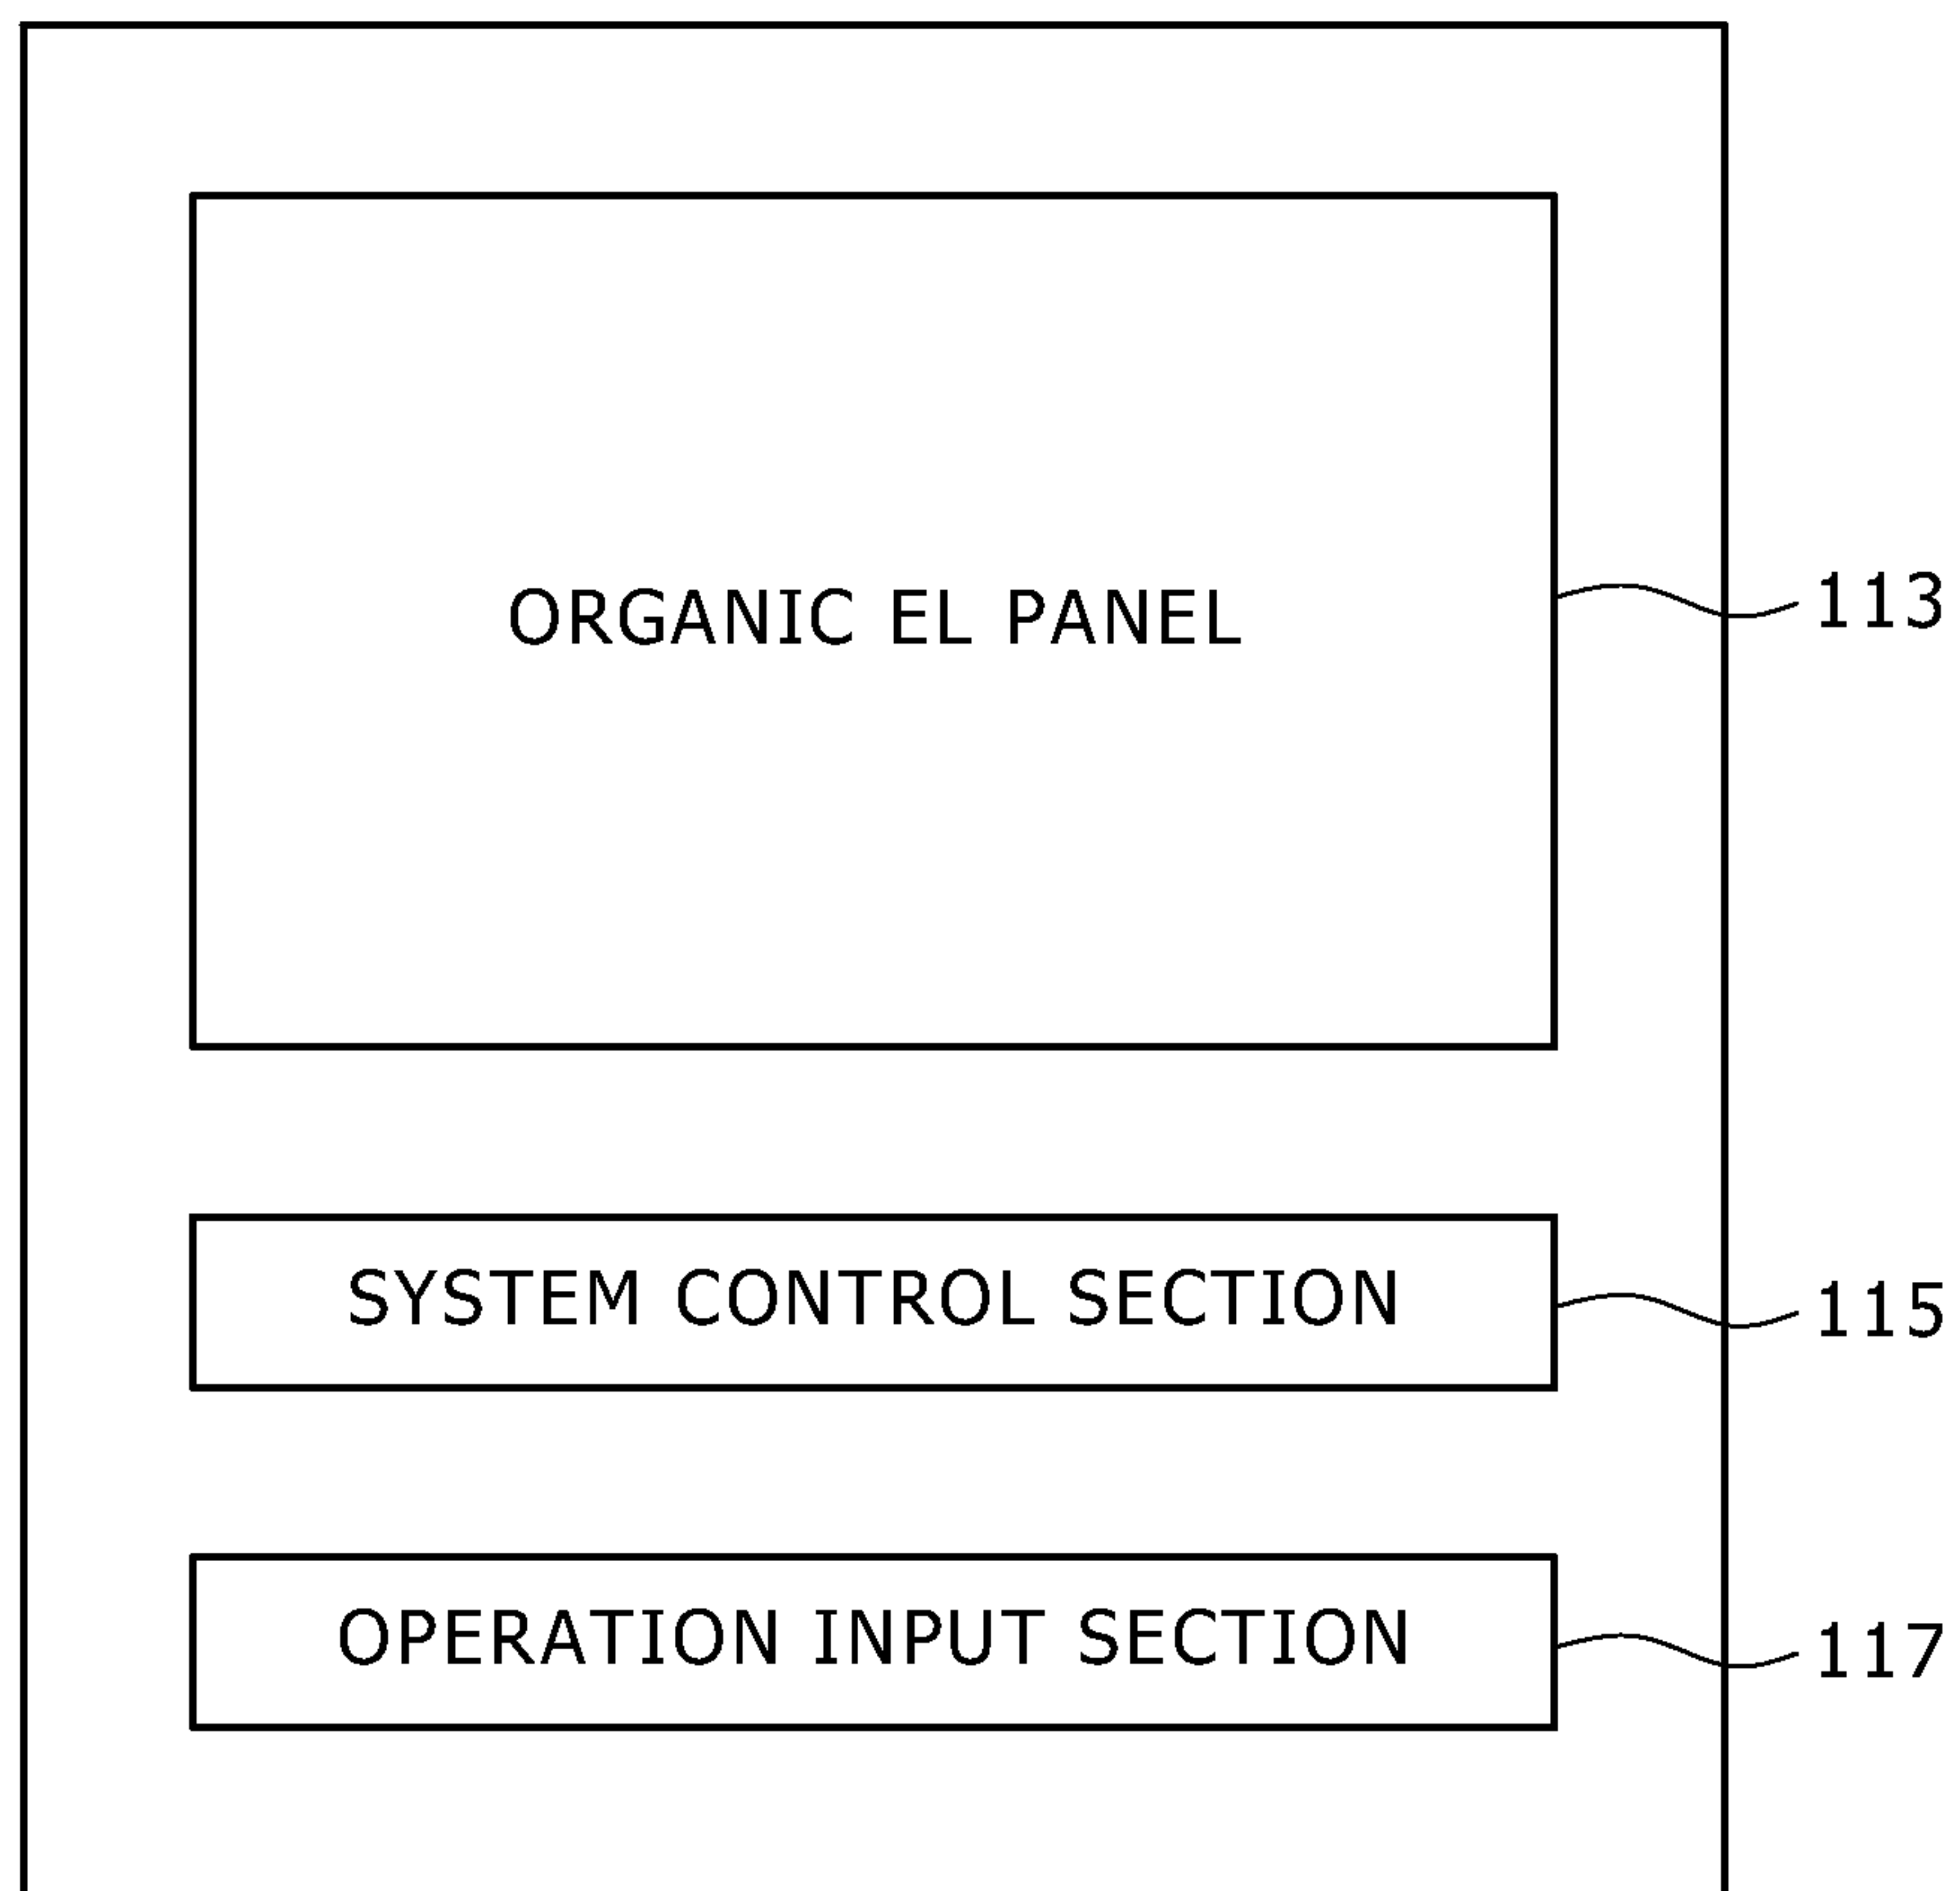 ORGANIC EL PANEL
113
SYSTEM CONTROL SECTION
115
OPERATION INPUT SECTION
117